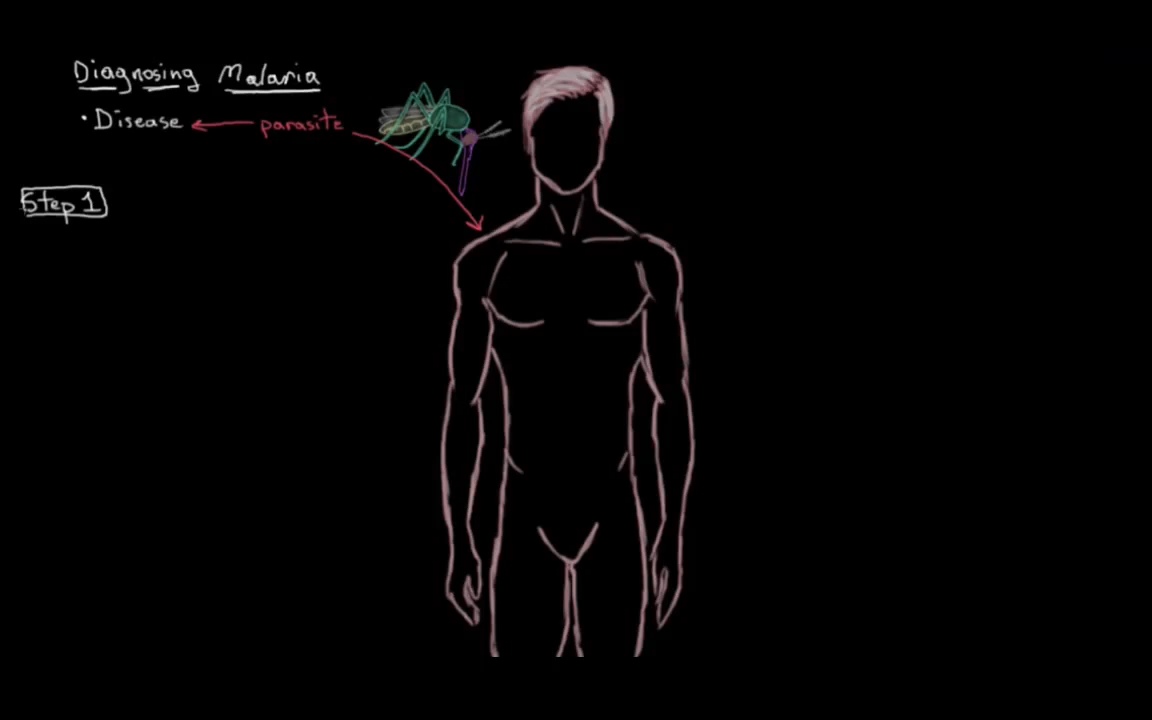 Diagnosing Malaria
• Disease ← parasite
Step 1